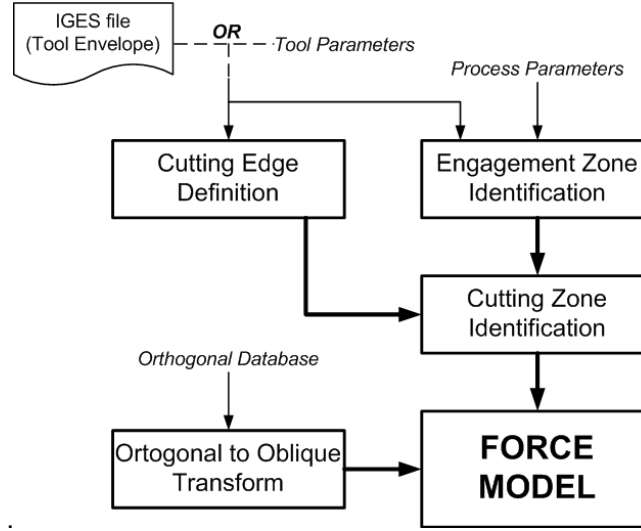 IGES file
(Tool Envelope)
OR
Tool Parameters
Process Parameters
Cutting Edge
Definition
Engagement Zone
Identification
Cutting Zone
Identification
Orthogonal Database
Ortogonal to Oblique
Transform
FORCE
MODEL
.